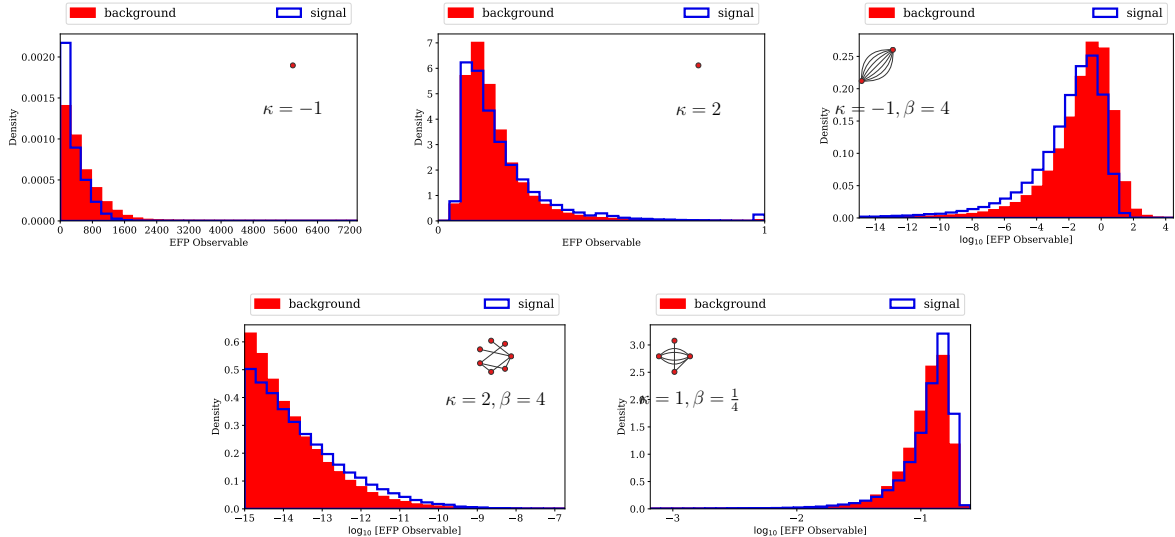 background signal
Density
0.0020
0.0015
0.0010
0.0005
0.0000
κ = −1
0 800 1600 2400 3200 4000 4800 5600 6400 7200
EFP Observable
background signal
Density
7
6
5
4
3
2
1
0
κ = 2
0 1
EFP Observable
background signal
Density
0.25
0.20
0.15
0.10
0.05
0.00
κ = −1, β = 4
−14 −12 −10 −8 −6 −4 −2 0 2 4
log₁₀ [EFP Observable]
background signal
Density
0.6
0.5
0.4
0.3
0.2
0.1
0.0
κ = 2, β = 4
−15 −14 −13 −12 −11 −10 −9 −8 −7
log₁₀ [EFP Observable]
background signal
Density
3.0
2.5
2.0
1.5
1.0
0.5
0.0
κ = 1, β = 1/4
−3 −2 −1
log₁₀ [EFP Observable]